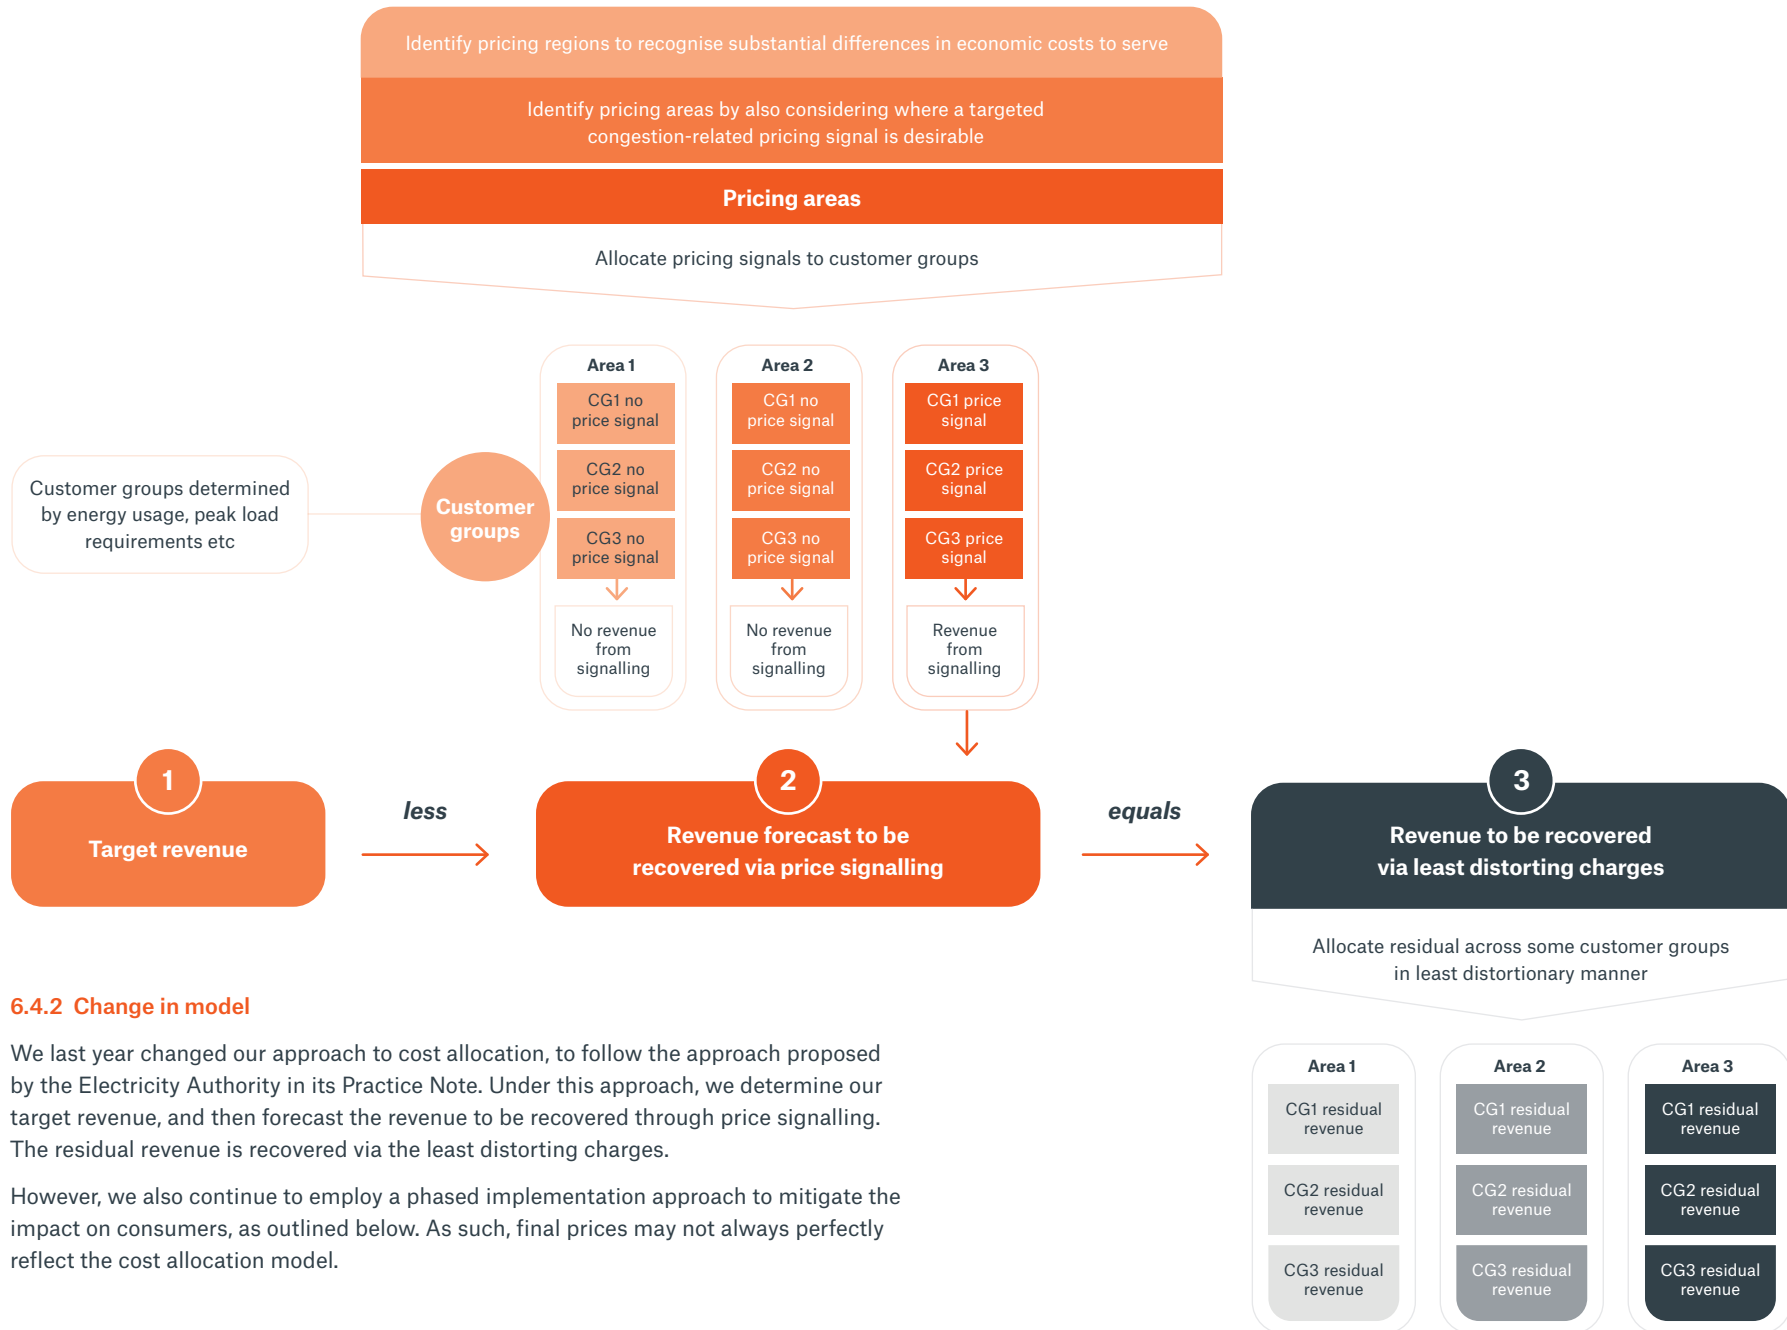 Identify pricing regions to recognise substantial differences in economic costs to serve
Identify pricing areas by also considering where a targeted
congestion-related pricing signal is desirable
Pricing areas
Allocate pricing signals to customer groups
Customer groups determined
by energy usage, peak load
requirements etc
Customer
groups
Area 1
CG1 no
price signal
CG2 no
price signal
CG3 no
price signal
No revenue
from
signalling
Area 2
CG1 no
price signal
CG2 no
price signal
CG3 no
price signal
No revenue
from
signalling
Area 3
CG1 price
signal
CG2 price
signal
CG3 price
signal
Revenue
from
signalling
1
Target revenue
less
2
Revenue forecast to be
recovered via price signalling
equals
3
Revenue to be recovered
via least distorting charges
Allocate residual across some customer groups
in least distortionary manner
Area 1
CG1 residual
revenue
CG2 residual
revenue
CG3 residual
revenue
Area 2
CG1 residual
revenue
CG2 residual
revenue
CG3 residual
revenue
Area 3
CG1 residual
revenue
CG2 residual
revenue
CG3 residual
revenue
6.4.2 Change in model
We last year changed our approach to cost allocation, to follow the approach proposed
by the Electricity Authority in its Practice Note. Under this approach, we determine our
target revenue, and then forecast the revenue to be recovered through price signalling.
The residual revenue is recovered via the least distorting charges.
However, we also continue to employ a phased implementation approach to mitigate the
impact on consumers, as outlined below. As such, final prices may not always perfectly
reflect the cost allocation model.